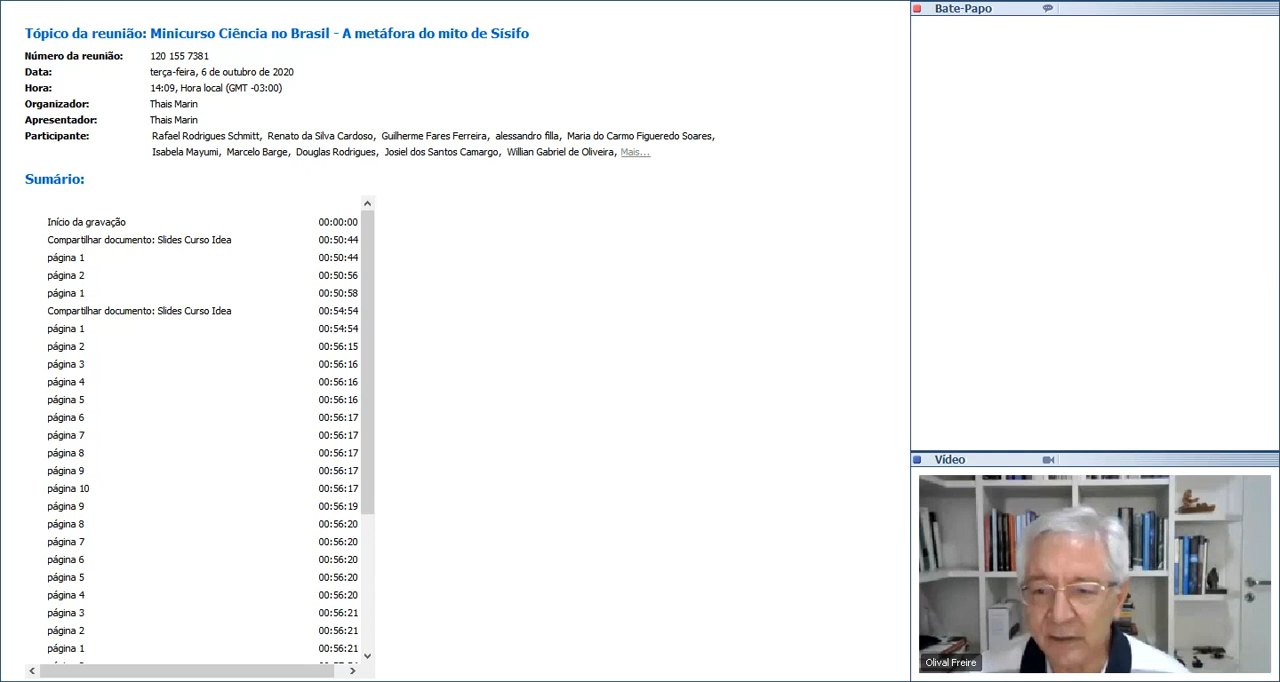 Tópico da reunião: Minicurso Ciência no Brasil - A metáfora do mito de Sísifo
Número da reunião: 120 155 7381
Data: terça-feira, 6 de outubro de 2020
Hora: 14:09, Hora local (GMT -03:00)
Organizador: Thais Marin
Apresentador: Thais Marin
Participante: Rafael Rodrigues Schmitt, Renato da Silva Cardoso, Guilherme Fares Ferreira, alessandro filla, Maria do Carmo Figueredo Soares,
Isabela Mayumi, Marcelo Barge, Douglas Rodrigues, Josiel dos Santos Camargo, Willian Gabriel de Oliveira, Mais...
Sumário:
Início da gravação 00:00:00
Compartilhar documento: Slides Curso Idea 00:50:44
página 1 00:50:44
página 2 00:50:56
página 1 00:50:58
Compartilhar documento: Slides Curso Idea 00:54:54
página 1 00:54:54
página 2 00:56:15
página 3 00:56:16
página 4 00:56:16
página 5 00:56:16
página 6 00:56:17
página 7 00:56:17
página 8 00:56:17
página 9 00:56:17
página 10 00:56:17
página 9 00:56:19
página 8 00:56:20
página 7 00:56:20
página 6 00:56:20
página 5 00:56:20
página 4 00:56:20
página 3 00:56:21
página 2 00:56:21
página 1 00:56:21
Bate-Papo
Vídeo
Olival Freire